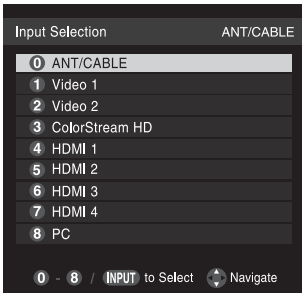 Input Selection ANT/CABLE
0 ANT/CABLE
1 Video 1
2 Video 2
3 ColorStream HD
4 HDMI 1
5 HDMI 2
6 HDMI 3
7 HDMI 4
8 PC
0 - 8 / INPUT to Select Navigate